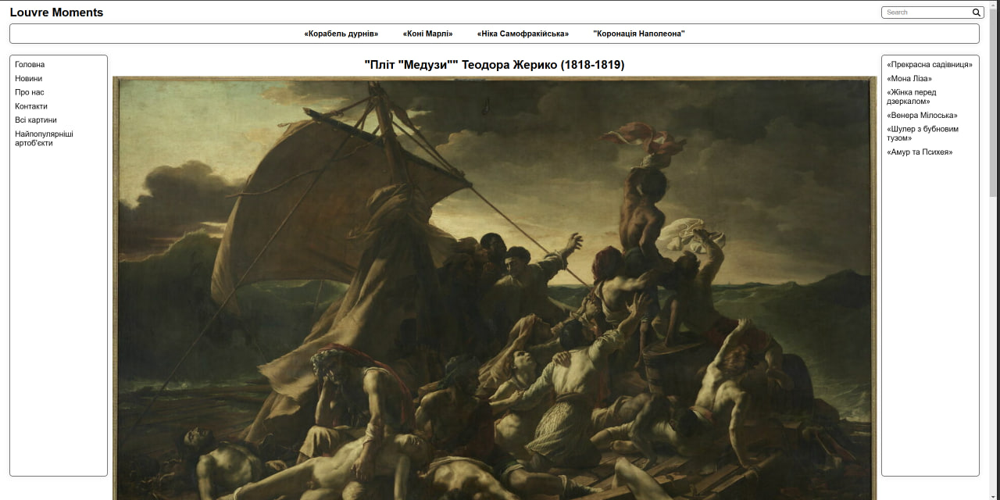 Louvre Moments
Search
«Корабель дурнів» «Коні Марлі» «Ніка Самофракійська» "Коронація Наполеона"
Головна
Новини
Про нас
Контакти
Всі картини
Найпопулярніші
артоб'єкти
"Пліт "Медузи"" Теодора Жерико (1818-1819)
«Прекрасна садівниця»
«Мона Ліза»
«Жінка перед
дзеркалом»
«Венера Мілоська»
«Шулер з бубновим
тузом»
«Амур та Психея»